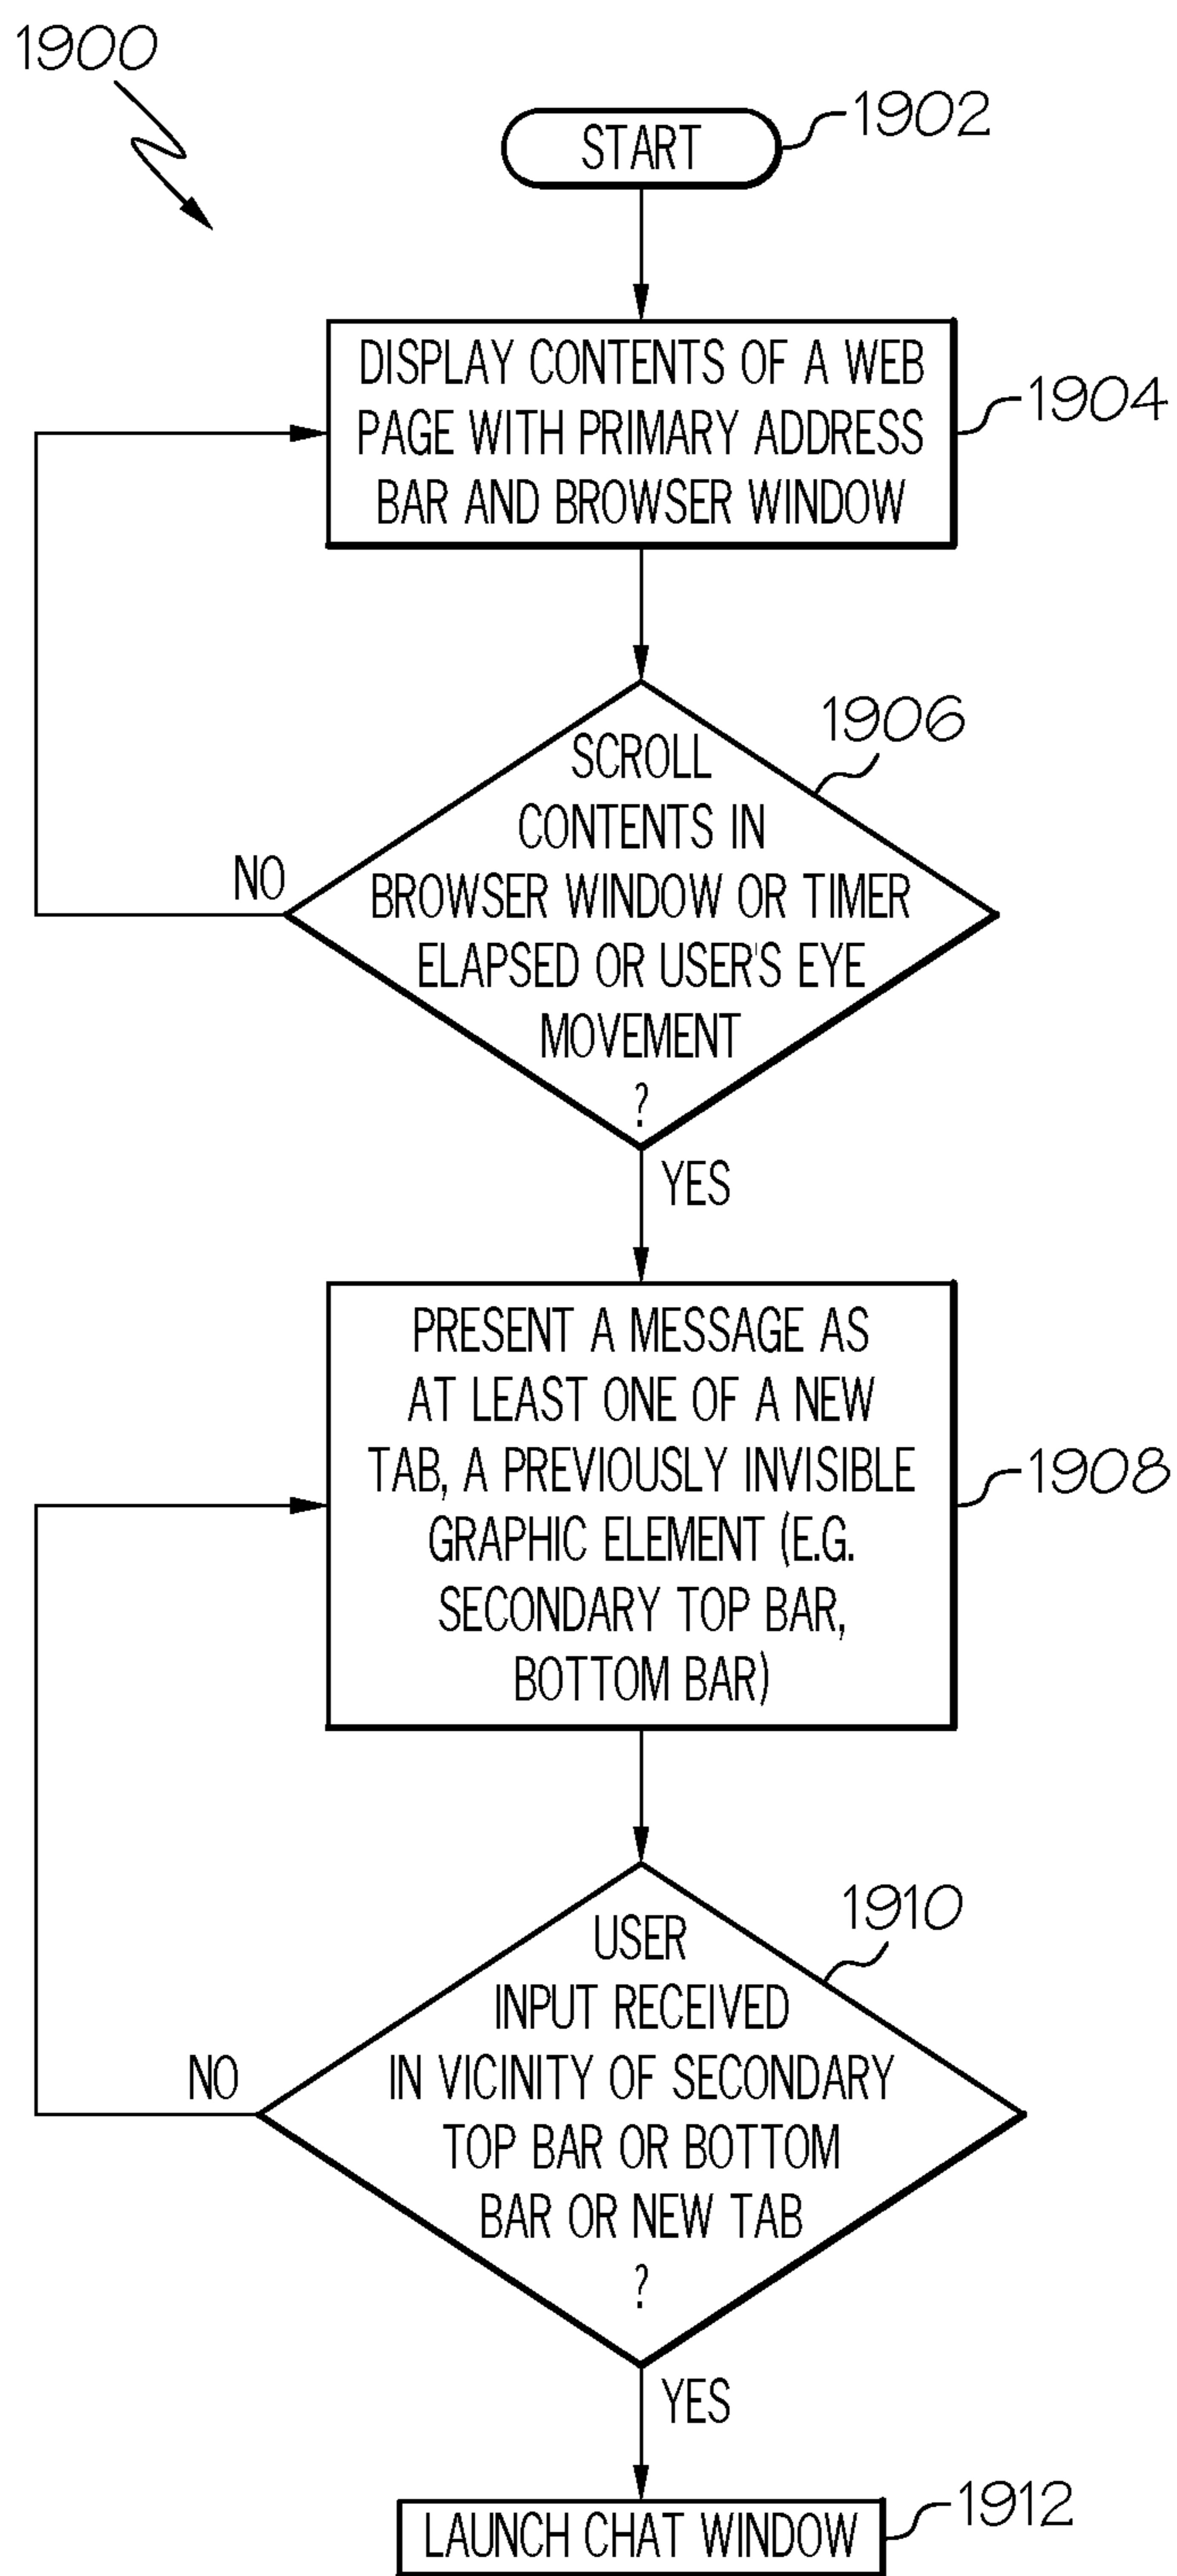 1900
START
1902
DISPLAY CONTENTS OF A WEB
PAGE WITH PRIMARY ADDRESS
BAR AND BROWSER WINDOW
1904
1906
SCROLL
CONTENTS IN
BROWSER WINDOW OR TIMER
ELAPSED OR USER'S EYE
MOVEMENT
?
NO
YES
PRESENT A MESSAGE AS
AT LEAST ONE OF A NEW
TAB, A PREVIOUSLY INVISIBLE
GRAPHIC ELEMENT (E.G.
SECONDARY TOP BAR,
BOTTOM BAR)
1908
1910
USER
INPUT RECEIVED
IN VICINITY OF SECONDARY
TOP BAR OR BOTTOM
BAR OR NEW TAB
?
NO
YES
LAUNCH CHAT WINDOW
1912